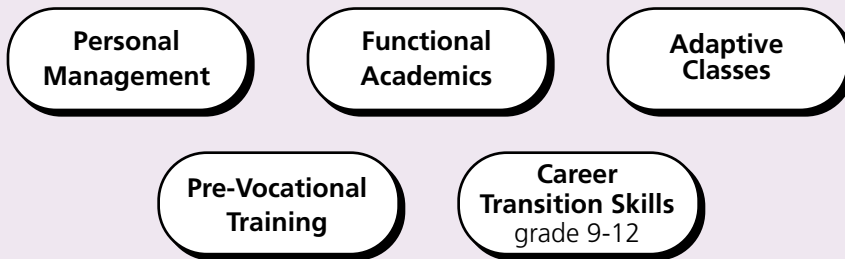 Personal
Management
Functional
Academics
Adaptive
Classes
Pre-Vocational
Training
Career
Transition Skills
grade 9-12